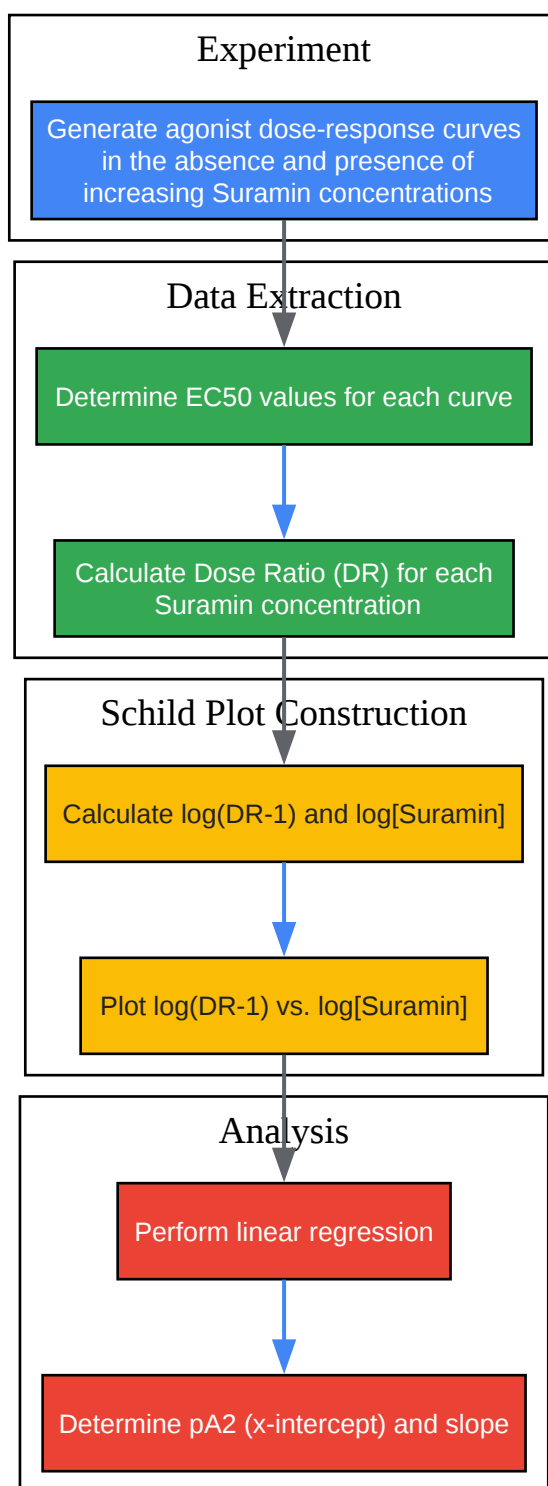 Experiment
Generate agonist dose-response curves
in the absence and presence of
increasing Suramin concentrations
Data Extraction
Determine EC50 values for each curve
Calculate Dose Ratio (DR) for each
Suramin concentration
Schild Plot Construction
Calculate log(DR-1) and log[Suramin]
Plot log(DR-1) vs. log[Suramin]
Analysis
Perform linear regression
Determine pA2 (x-intercept) and slope